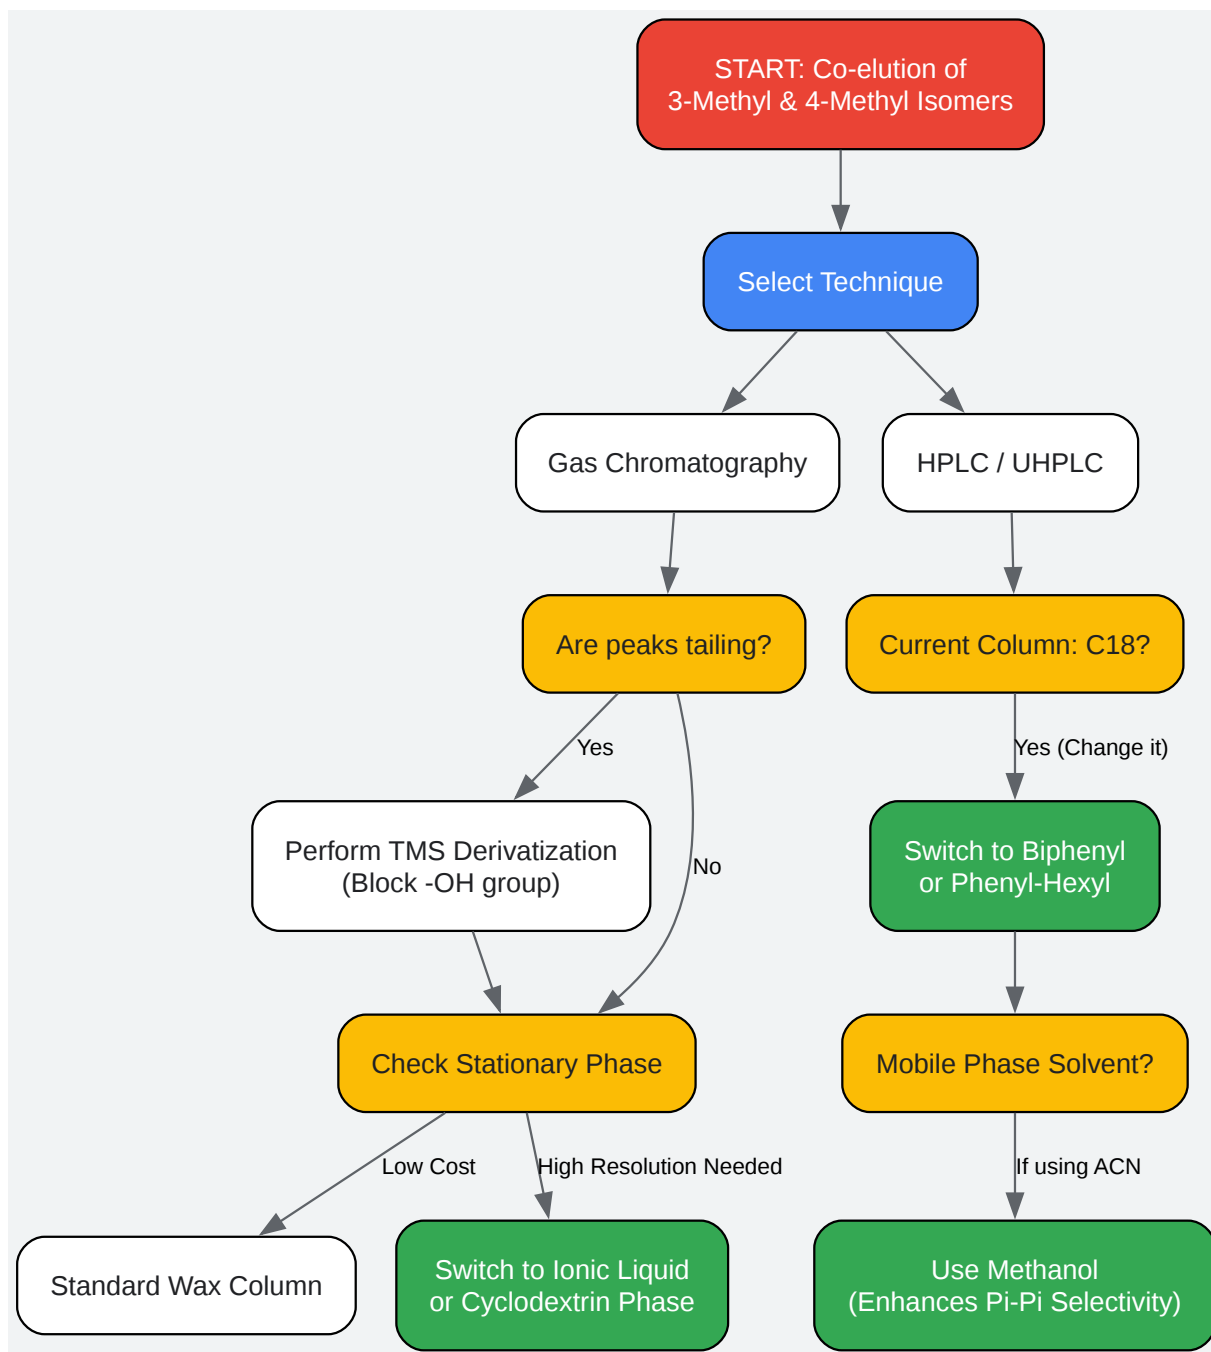 START: Co-elution of
3-Methyl & 4-Methyl Isomers
Select Technique
Gas Chromatography
HPLC / UHPLC
Are peaks tailing?
Current Column: C18?
Yes
Yes (Change it)
Perform TMS Derivatization
(Block -OH group)
No
Switch to Biphenyl
or Phenyl-Hexyl
Check Stationary Phase
Mobile Phase Solvent?
Low Cost
High Resolution Needed
If using ACN
Standard Wax Column
Switch to Ionic Liquid
or Cyclodextrin Phase
Use Methanol
(Enhances Pi-Pi Selectivity)